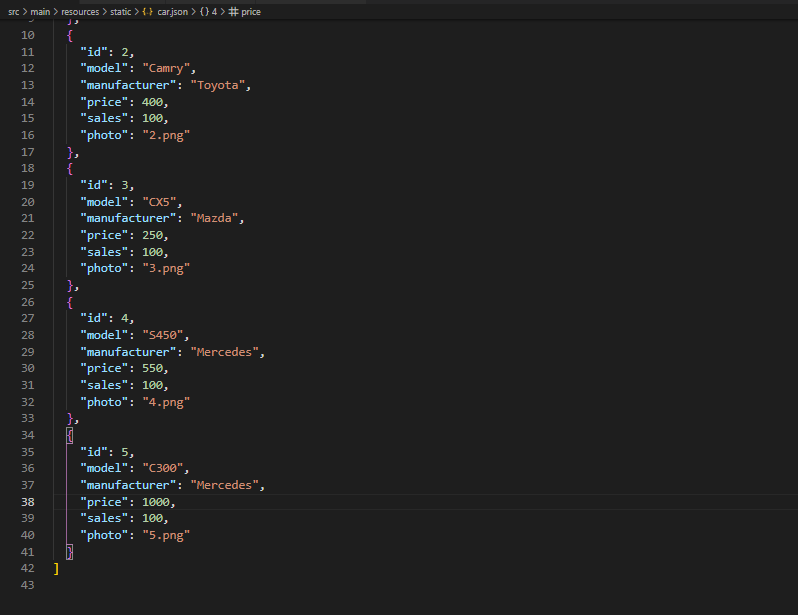 src > main > resources > static > {·} car.json > {} 4 > # price
9 },
10 {
11 "id": 2,
12 "model": "Camry",
13 "manufacturer": "Toyota",
14 "price": 400,
15 "sales": 100,
16 "photo": "2.png"
17 },
18 {
19 "id": 3,
20 "model": "CX5",
21 "manufacturer": "Mazda",
22 "price": 250,
23 "sales": 100,
24 "photo": "3.png"
25 },
26 {
27 "id": 4,
28 "model": "S450",
29 "manufacturer": "Mercedes",
30 "price": 550,
31 "sales": 100,
32 "photo": "4.png"
33 },
34 {
35 "id": 5,
36 "model": "C300",
37 "manufacturer": "Mercedes",
38 "price": 1000,
39 "sales": 100,
40 "photo": "5.png"
41 }
42 ]
43